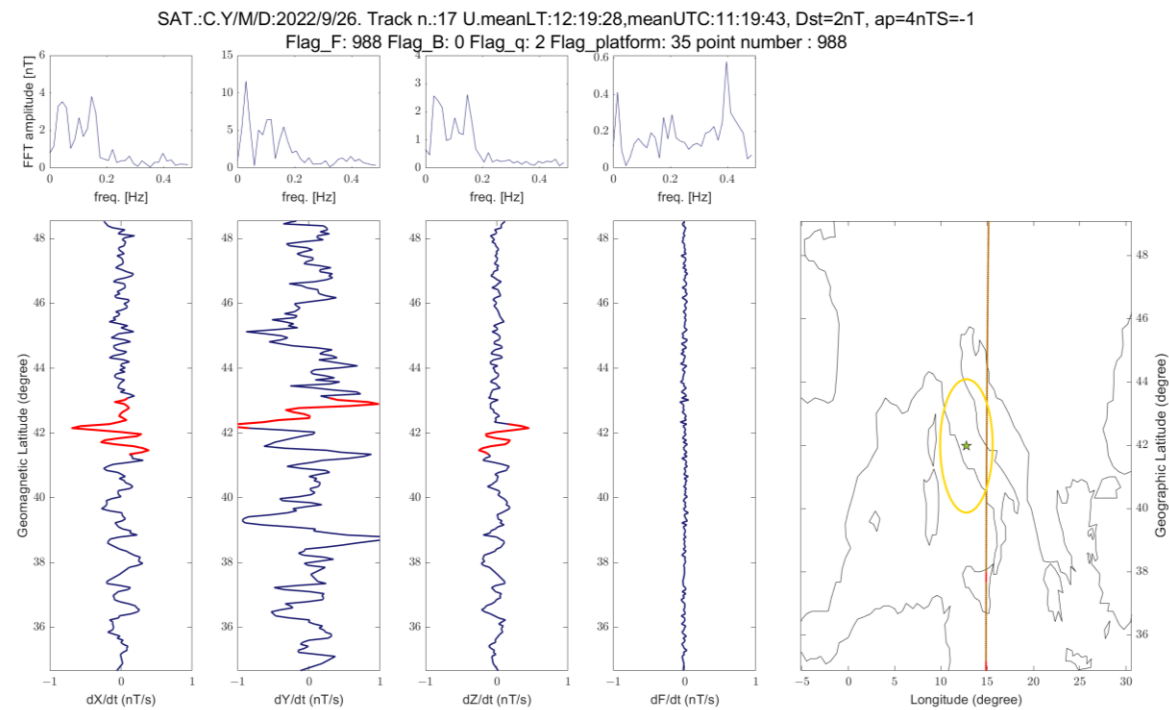 SAT.:C.Y/M/D:2022/9/26. Track n.:17 U.meanLT:12:19:28,meanUTC:11:19:43, Dst=2nT, ap=4nTS=-1
Flag_F: 988 Flag_B: 0 Flag_q: 2 Flag_platform: 35 point number : 988
FFT amplitude [nT]
6
4
2
0
0 0.2 0.4
freq. [Hz]
15
10
5
0
0 0.2 0.4
freq. [Hz]
4
3
2
1
0
0 0.2 0.4
freq. [Hz]
0.6
0.4
0.2
0
0 0.2 0.4
freq. [Hz]
Geomagnetic Latitude (degree)
48
46
44
42
40
38
36
−1 0 1
dX/dt (nT/s)
48
46
44
42
40
38
36
−1 0 1
dY/dt (nT/s)
48
46
44
42
40
38
36
−1 0 1
dZ/dt (nT/s)
48
46
44
42
40
38
36
−1 0 1
dF/dt (nT/s)
48
46
44
42
40
38
36
Geographic Latitude (degree)
−5 0 5 10 15 20 25 30
Longitude (degree)